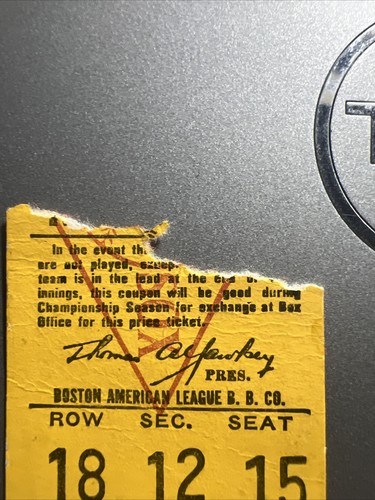 In the event th
are not played, excep
team is in the lead at the end o
innings, this coupon will be good during
Championship Season for exchange at Box
Office for this price ticket.
Thomas A Yawkey
PRES.
BOSTON AMERICAN LEAGUE B. B. CO.
ROW SEC. SEAT
18 12 15